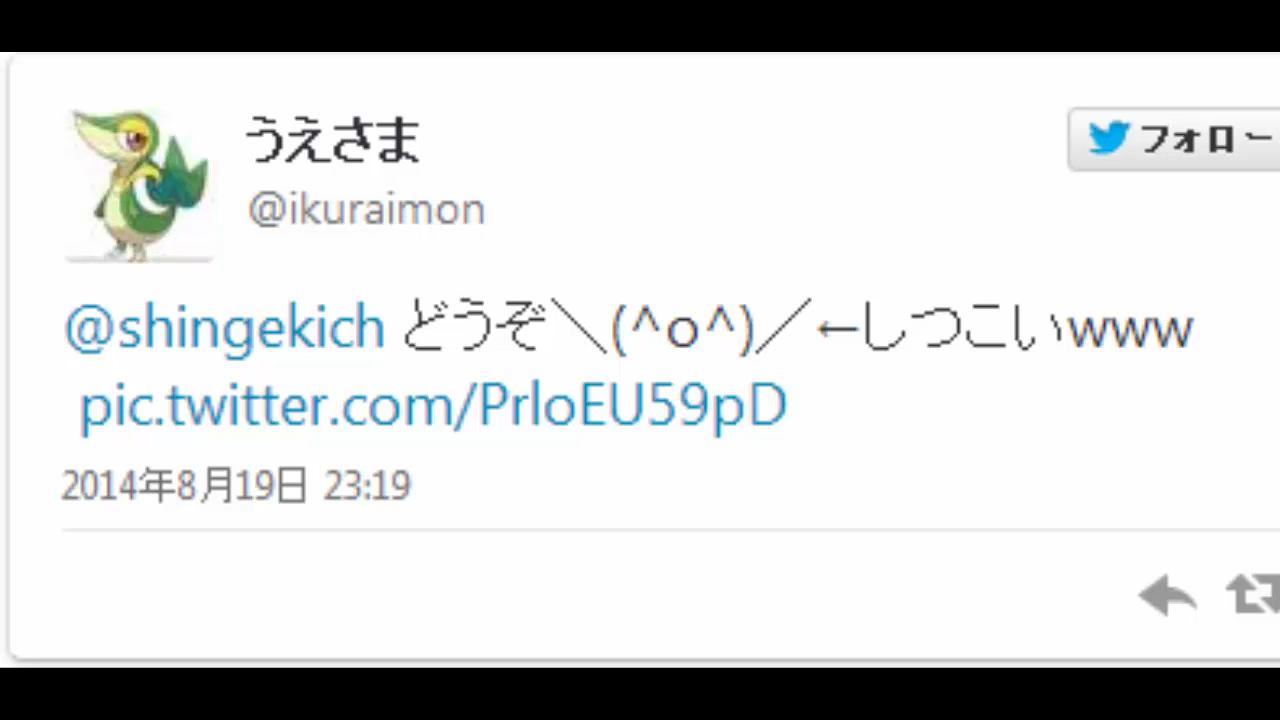 うえさま
フォロー
@ikuraimon
@shingekich どうぞ＼(^o^)／←しつこいwww
pic.twitter.com/PrloEU59pD
2014年8月19日 23:19